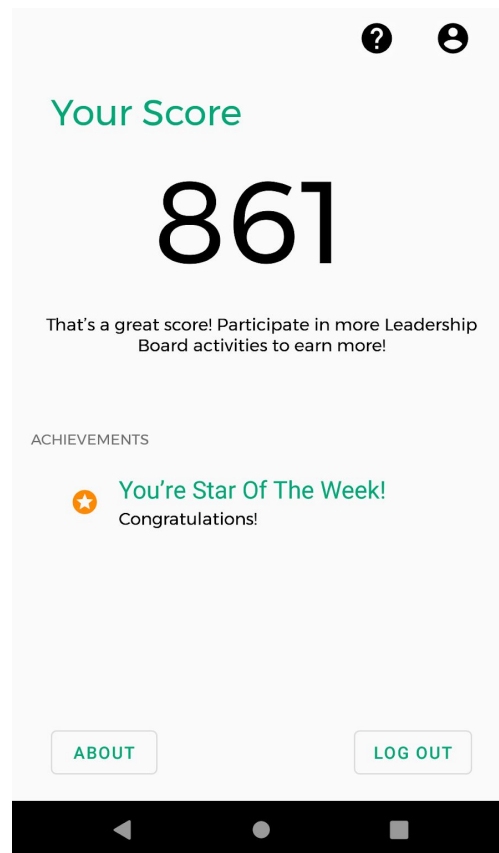 Your Score
861
That's a great score! Participate in more Leadership
Board activities to earn more!
ACHIEVEMENTS
You're Star Of The Week!
Congratulations!
ABOUT
LOG OUT